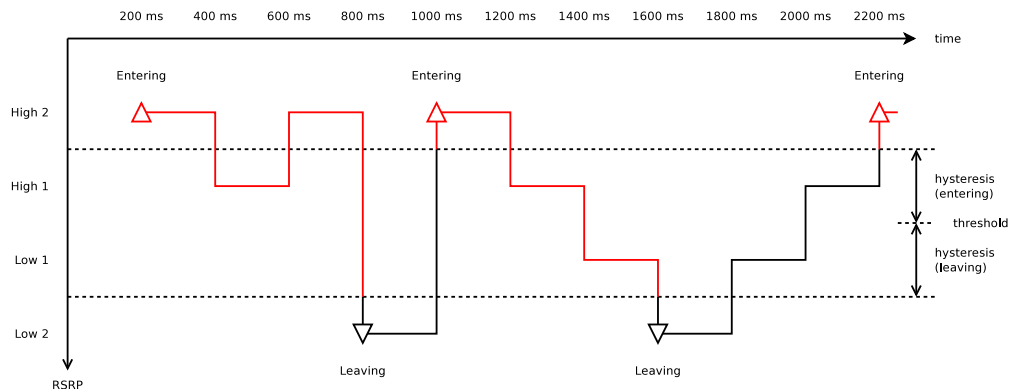 200 ms 400 ms 600 ms 800 ms 1000 ms 1200 ms 1400 ms 1600 ms 1800 ms 2000 ms 2200 ms
time
Entering Entering Entering
High 2
High 1
hysteresis
(entering)
threshold
Low 1
hysteresis
(leaving)
Low 2
Leaving Leaving
RSRP